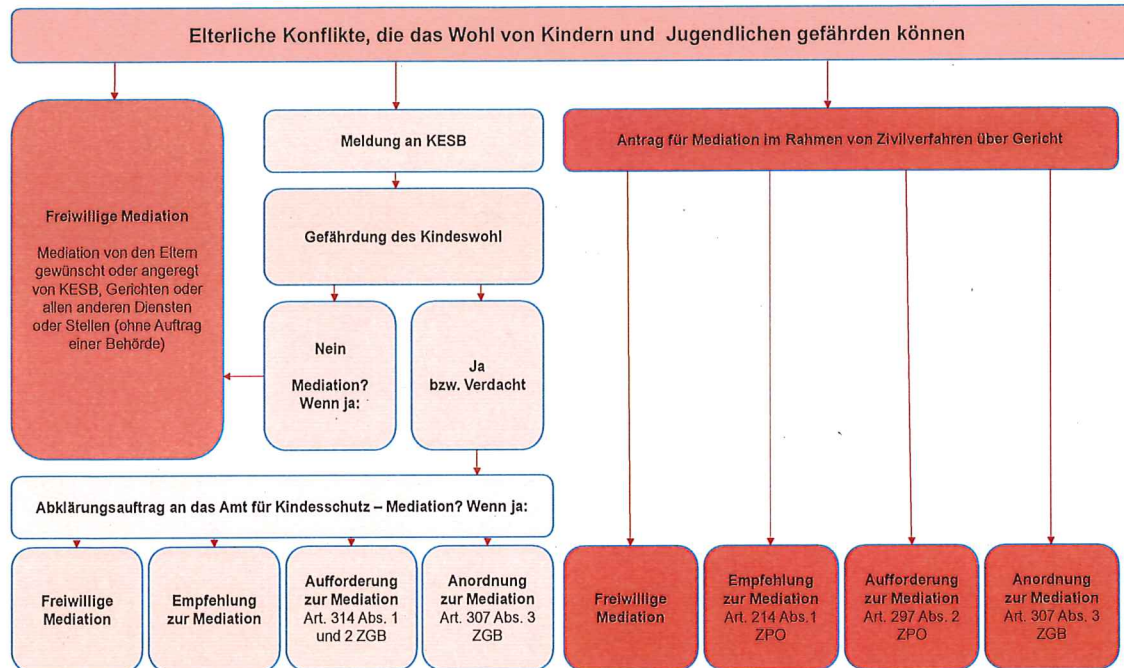 Elterliche Konflikte, die das Wohl von Kindern und Jugendlichen gefährden können
Freiwillige Mediation
Mediation von den Eltern
gewünscht oder angeregt
von KESB, Gerichten oder
allen anderen Diensten
oder Stellen (ohne Auftrag
einer Behörde)
Meldung an KESB
Gefährdung des Kindeswohl
Nein
Mediation?
Wenn ja:
Ja
bzw. Verdacht
Abklärungsauftrag an das Amt für Kindesschutz – Mediation? Wenn ja:
Freiwillige
Mediation
Empfehlung
zur Mediation
Aufforderung
zur Mediation
Art. 314 Abs. 1
und 2 ZGB
Anordnung
zur Mediation
Art. 307 Abs. 3
ZGB
Antrag für Mediation im Rahmen von Zivilverfahren über Gericht
Freiwillige
Mediation
Empfehlung
zur Mediation
Art. 214 Abs.1
ZPO
Aufforderung
zur Mediation
Art. 297 Abs. 2
ZPO
Anordnung
zur Mediation
Art. 307 Abs. 3
ZGB